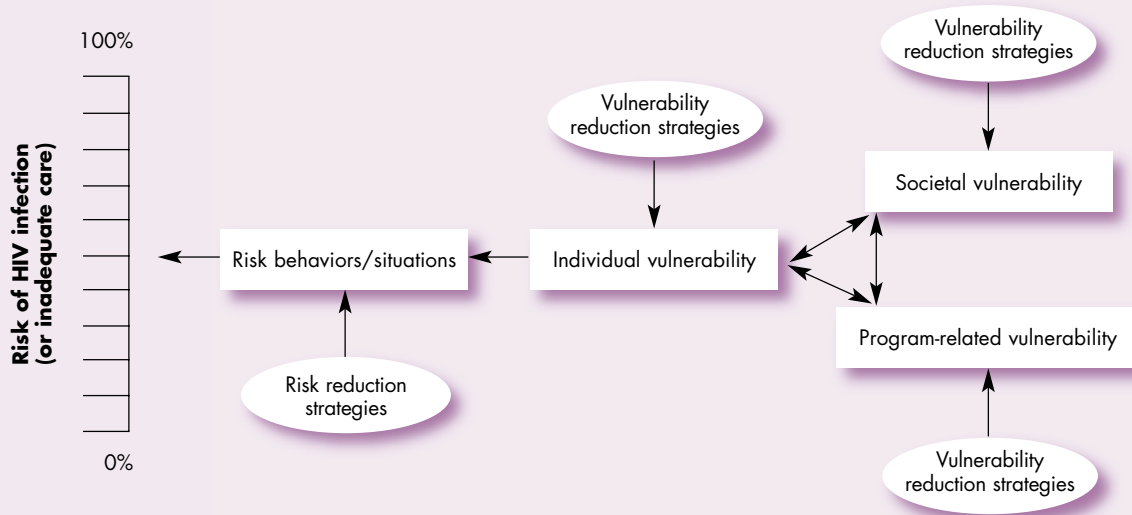 100%
Risk of HIV infection
(or inadequate care)
0%
Risk behaviors/situations
Risk reduction
strategies
Vulnerability
reduction strategies
Individual vulnerability
Vulnerability
reduction strategies
Societal vulnerability
Program-related vulnerability
Vulnerability
reduction strategies